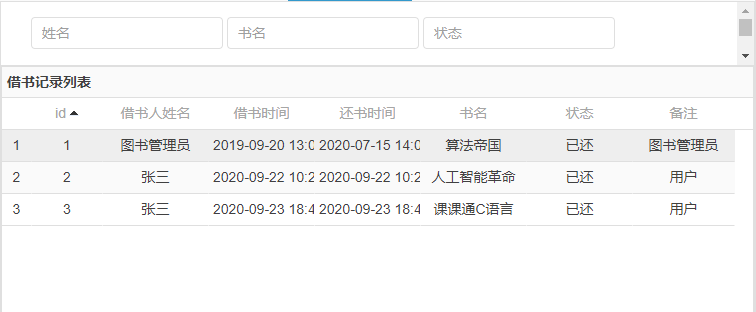 姓名 书名 状态
借书记录列表
id 借书人姓名 借书时间 还书时间 书名 状态 备注
1 1 图书管理员 2019-09-20 13:0 2020-07-15 14:0 算法帝国 已还 图书管理员
2 2 张三 2020-09-22 10:2 2020-09-22 10:2 人工智能革命 已还 用户
3 3 张三 2020-09-23 18:4 2020-09-23 18:4 课课通C语言 已还 用户